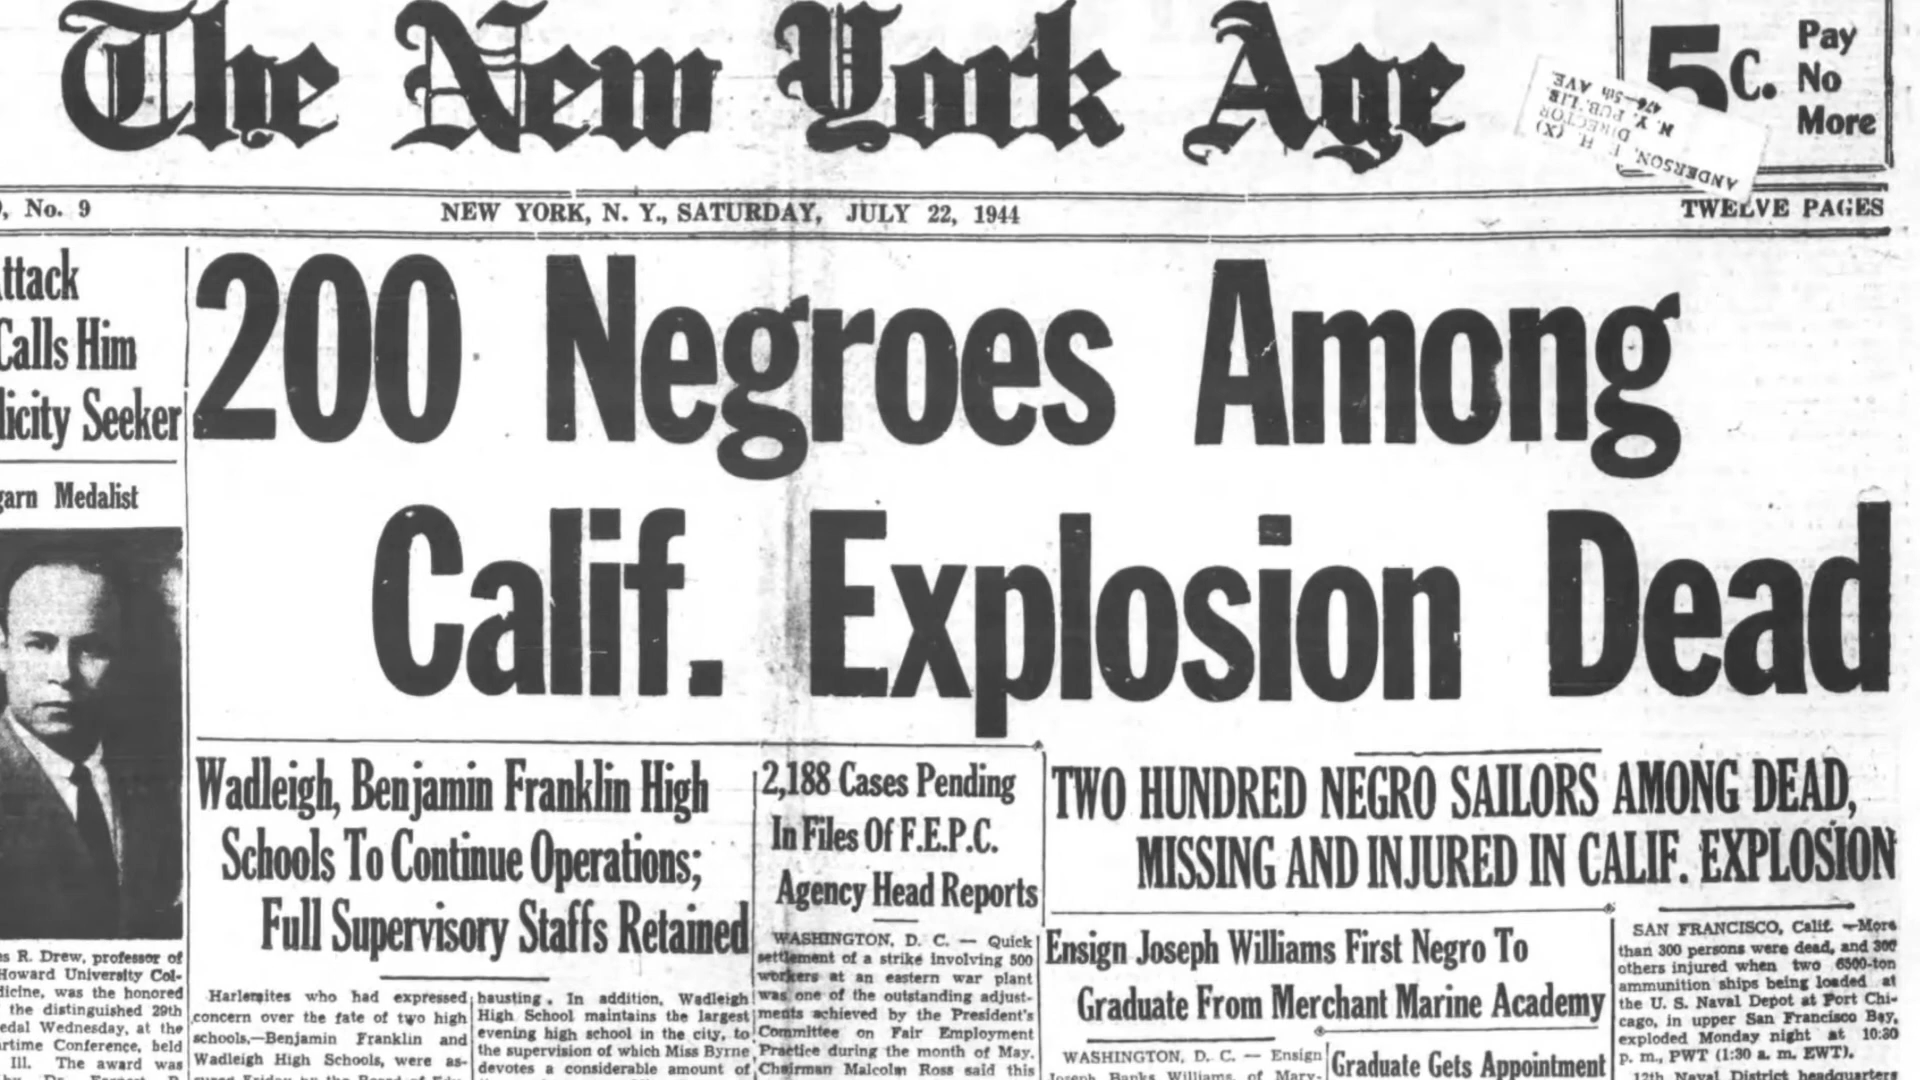 The New York Age
5c. Pay
No
More
ANDERSON, F. H. (X)
DIRECTOR
N. Y. PUB. LIB.
476-5th AVE.
, No. 9
NEW YORK, N. Y., SATURDAY, JULY 22, 1944
TWELVE PAGES
ttack
Calls Him
licity Seeker
garn Medalist
s R. Drew, professor of
Howard University Col-
dicine, was the honored
the distinguished 29th
edal Wednesday, at the
rtime Conference, held
Ill. The award was
200 Negroes Among
Calif. Explosion Dead
Wadleigh, Benjamin Franklin High
Schools To Continue Operations;
Full Supervisory Staffs Retained
Harlemites who had expressed
concern over the fate of two high
schools,—Benjamin Franklin and
Wadleigh High Schools, were as-
hausting. In addition, Wadleigh
High School maintains the largest
evening high school in the city, to
the supervision of which Miss Byrne
devotes a considerable amount of
2,188 Cases Pending
In Files Of F.E.P.C.
Agency Head Reports
WASHINGTON, D. C. — Quick
settlement of a strike involving 500
workers at an eastern war plant
was one of the outstanding adjust-
ments achieved by the President's
Committee on Fair Employment
Practice during the month of May.
Chairman Malcolm Ross said this
TWO HUNDRED NEGRO SAILORS AMONG DEAD,
MISSING AND INJURED IN CALIF. EXPLOSION
Ensign Joseph Williams First Negro To
Graduate From Merchant Marine Academy
WASHINGTON, D. C. — Ensign
Joseph Banks Williams, of Mary-
Graduate Gets Appointment
SAN FRANCISCO, Calif. —More
than 300 persons were dead, and 300
others injured when two 6500-ton
ammunition ships being loaded at
the U. S. Naval Depot at Port Chi-
cago, in upper San Francisco Bay,
exploded Monday night at 10:30
p. m., PWT (1:30 a. m. EWT).
12th Naval District headquarters